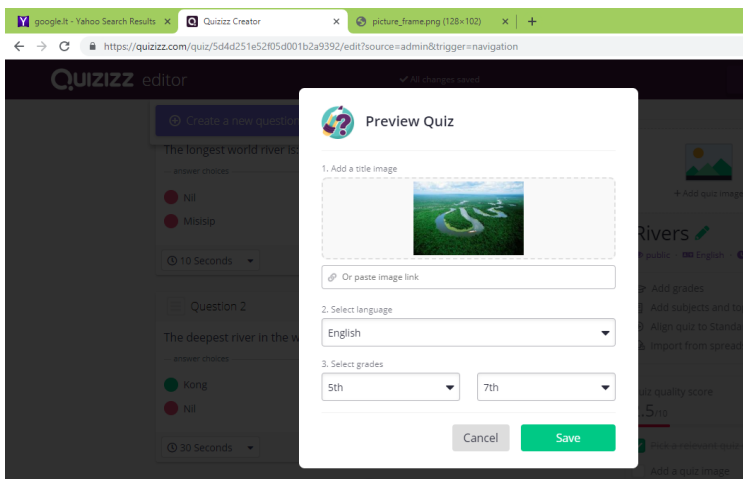 google.lt - Yahoo Search Results
Quizizz Creator
picture_frame.png (128×102)
https://quizizz.com/quiz/5d4d251e52f05d001b2a9392/edit?source=admin&trigger=navigation
QUIZIZZ editor
All changes saved
Create a new question
The longest world river is:
answer choices
Nil
Misisip
10 Seconds
Question 2
The deepest river in the w
answer choices
Kong
Nil
30 Seconds
Preview Quiz
1. Add a title image
Or paste image link
2. Select language
English
3. Select grades
5th
7th
Cancel
Save
+ Add quiz image
Rivers
public English
Add grades
Add subjects and to
Align quiz to Standa
Import from spread
uiz quality score
.5/10
Pick a relevant quiz
Add a quiz image